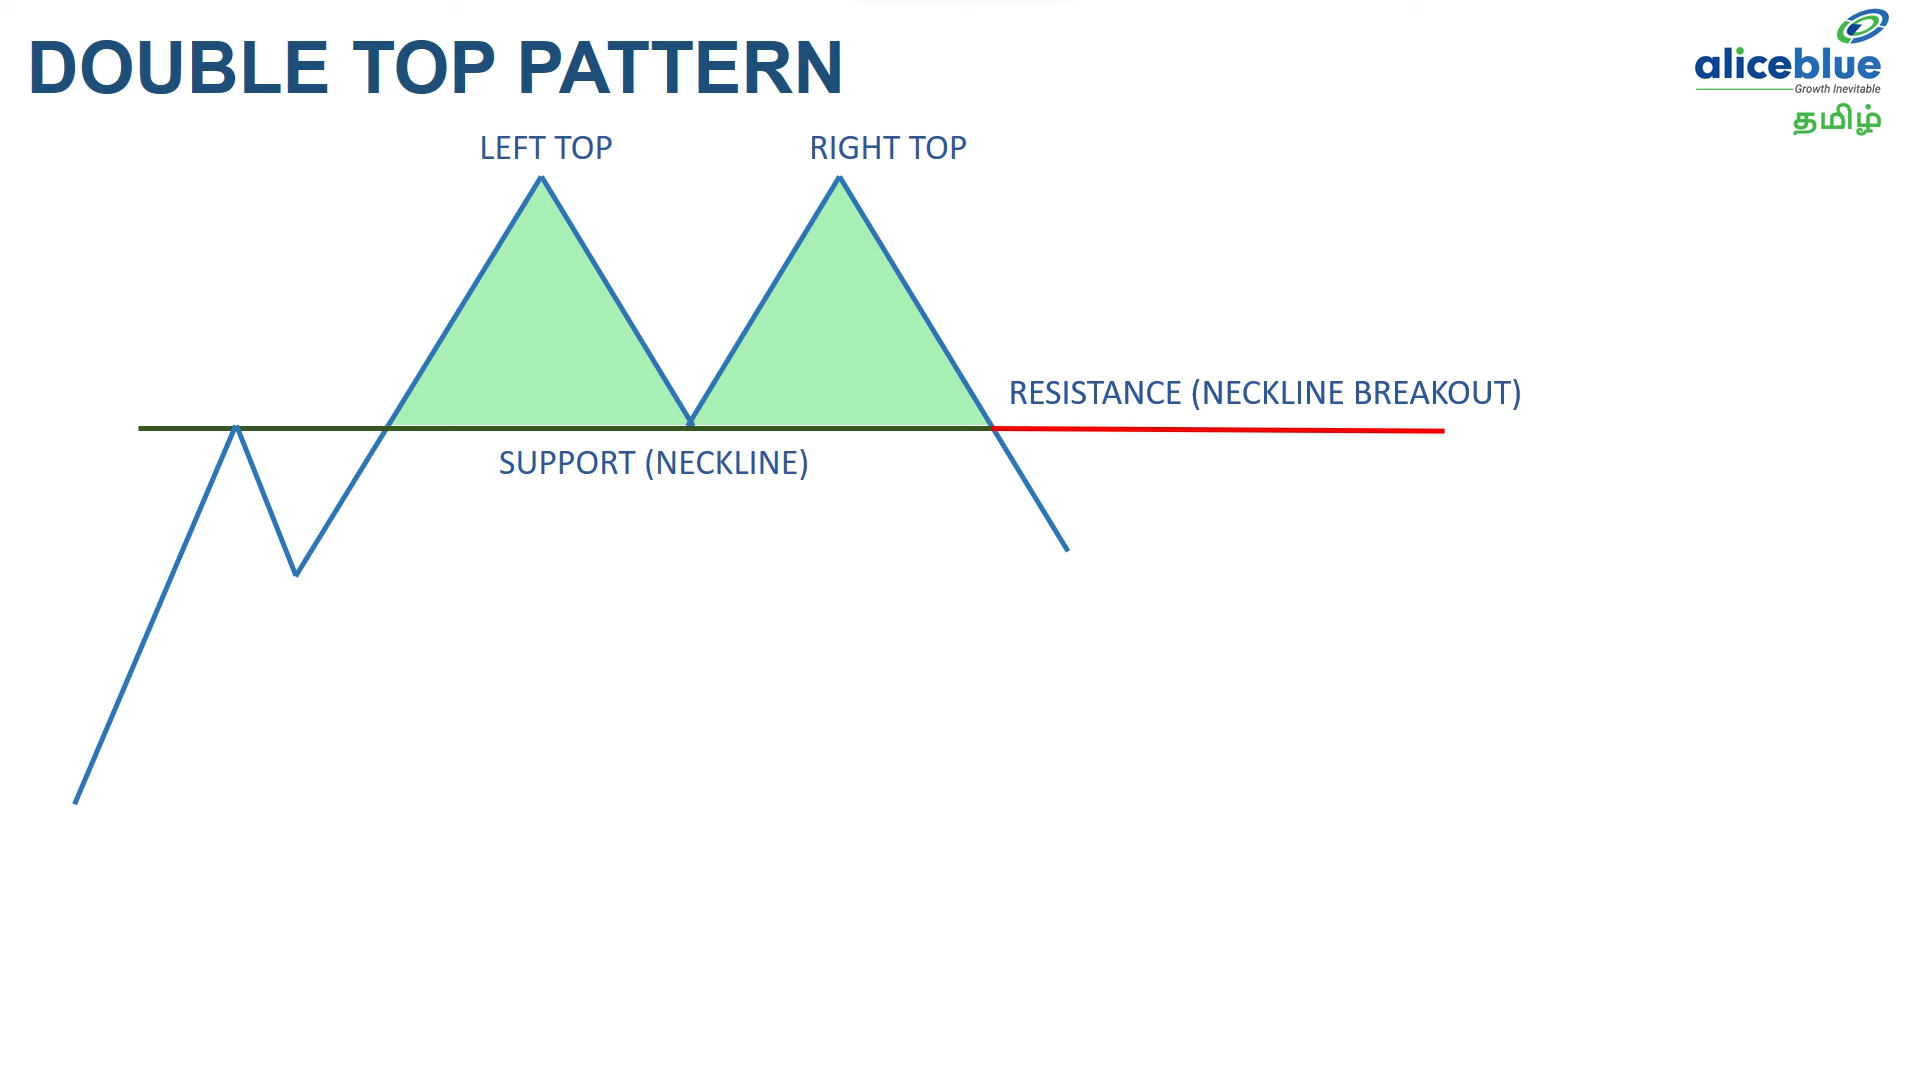 DOUBLE TOP PATTERN
aliceblue
Growth Inevitable
தமிழ்
LEFT TOP
RIGHT TOP
RESISTANCE (NECKLINE BREAKOUT)
SUPPORT (NECKLINE)